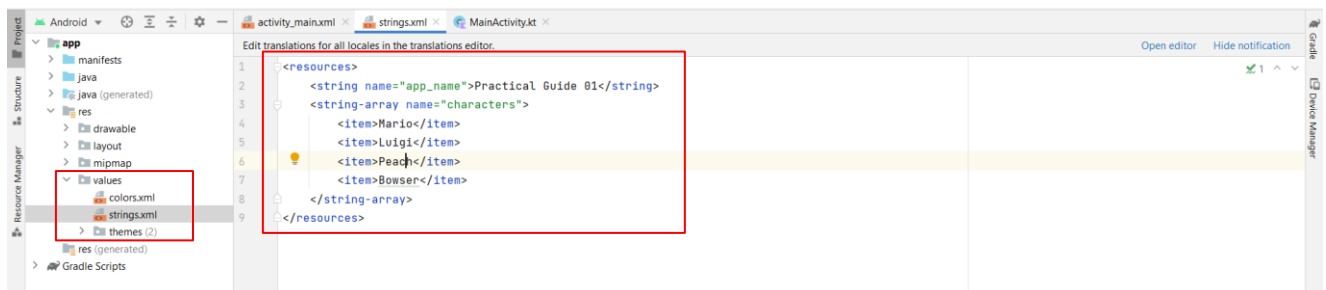 Android
activity_main.xml
strings.xml
MainActivity.kt
Project
Structure
Resource Manager
app
manifests
java
java (generated)
res
drawable
layout
mipmap
values
colors.xml
strings.xml
themes (2)
res (generated)
Gradle Scripts
Edit translations for all locales in the translations editor.
Open editor
Hide notification
1 <resources>
2 <string name="app_name">Practical Guide 01</string>
3 <string-array name="characters">
4 <item>Mario</item>
5 <item>Luigi</item>
6 <item>Peach</item>
7 <item>Bowser</item>
8 </string-array>
9 </resources>
1
Gradle
Device Manager